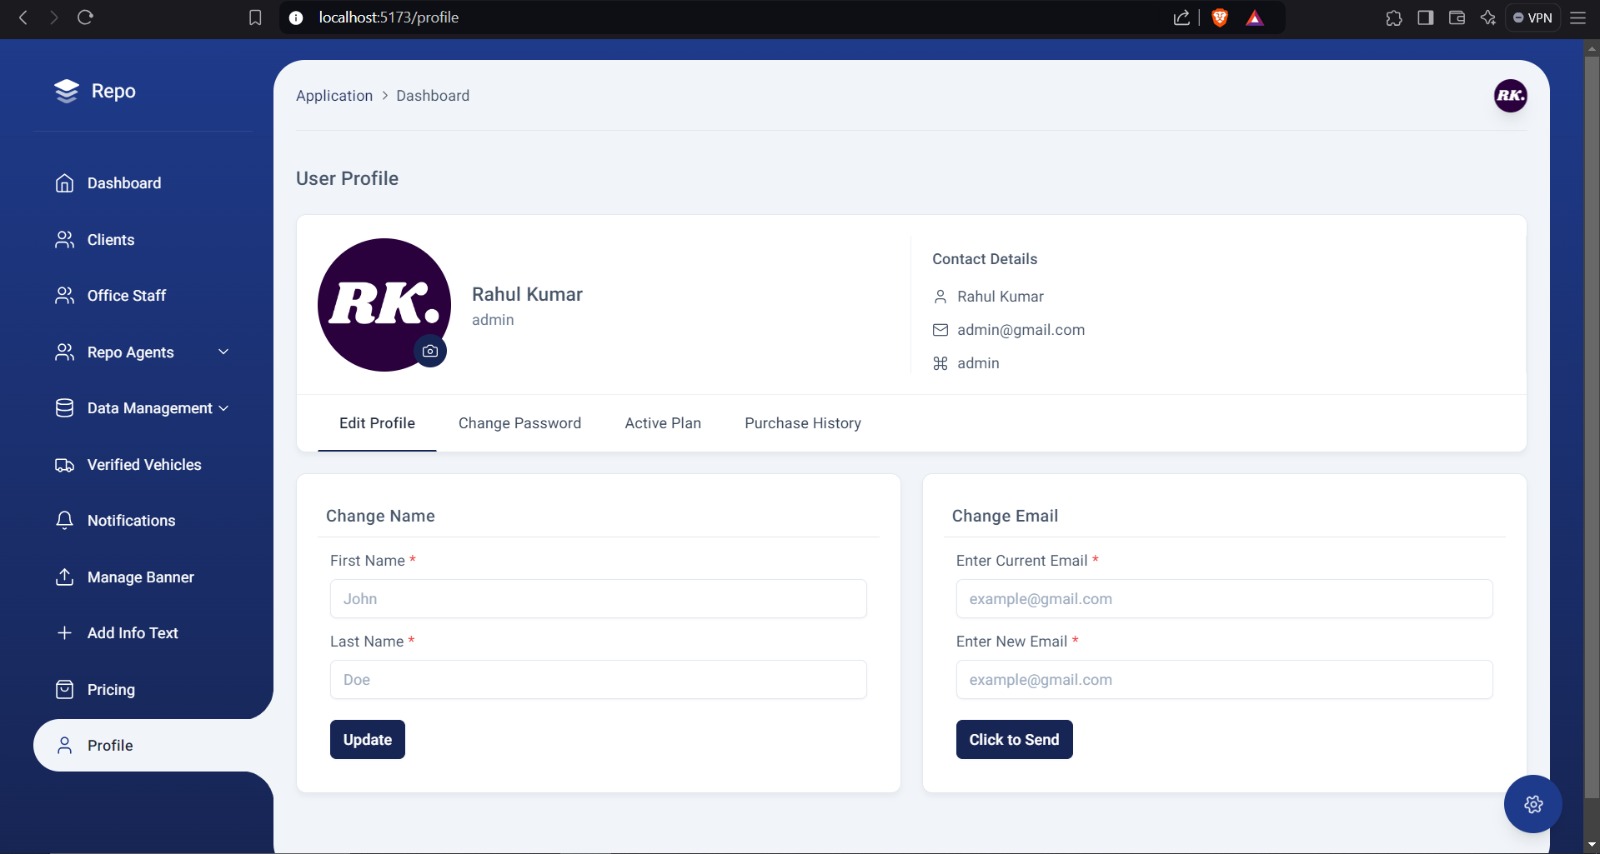 localhost:5173/profile
VPN
Repo
Dashboard
Clients
Office Staff
Repo Agents
Data Management
Verified Vehicles
Notifications
Manage Banner
Add Info Text
Pricing
Profile
Application > Dashboard
RK.
User Profile
RK.
Rahul Kumar
admin
Contact Details
Rahul Kumar
admin@gmail.com
admin
Edit Profile Change Password Active Plan Purchase History
Change Name
First Name *
John
Last Name *
Doe
Update
Change Email
Enter Current Email *
example@gmail.com
Enter New Email *
example@gmail.com
Click to Send